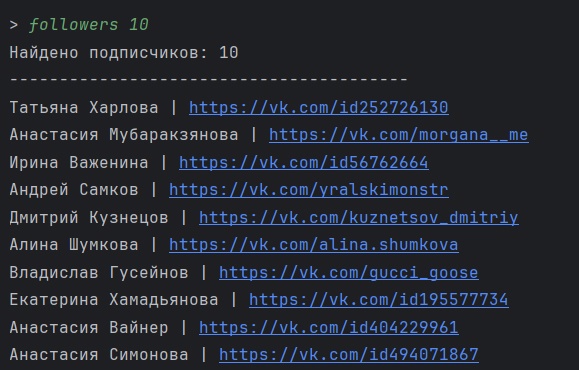 > followers 10
Найдено подписчиков: 10
----------------------------------------
Татьяна Харлова | https://vk.com/id252726130
Анастасия Мубаракзянова | https://vk.com/morgana__me
Ирина Важенина | https://vk.com/id56762664
Андрей Самков | https://vk.com/yralskimonstr
Дмитрий Кузнецов | https://vk.com/kuznetsov_dmitriy
Алина Шумкова | https://vk.com/alina.shumkova
Владислав Гусейнов | https://vk.com/gucci_goose
Екатерина Хамадьянова | https://vk.com/id195577734
Анастасия Вайнер | https://vk.com/id404229961
Анастасия Симонова | https://vk.com/id494071867